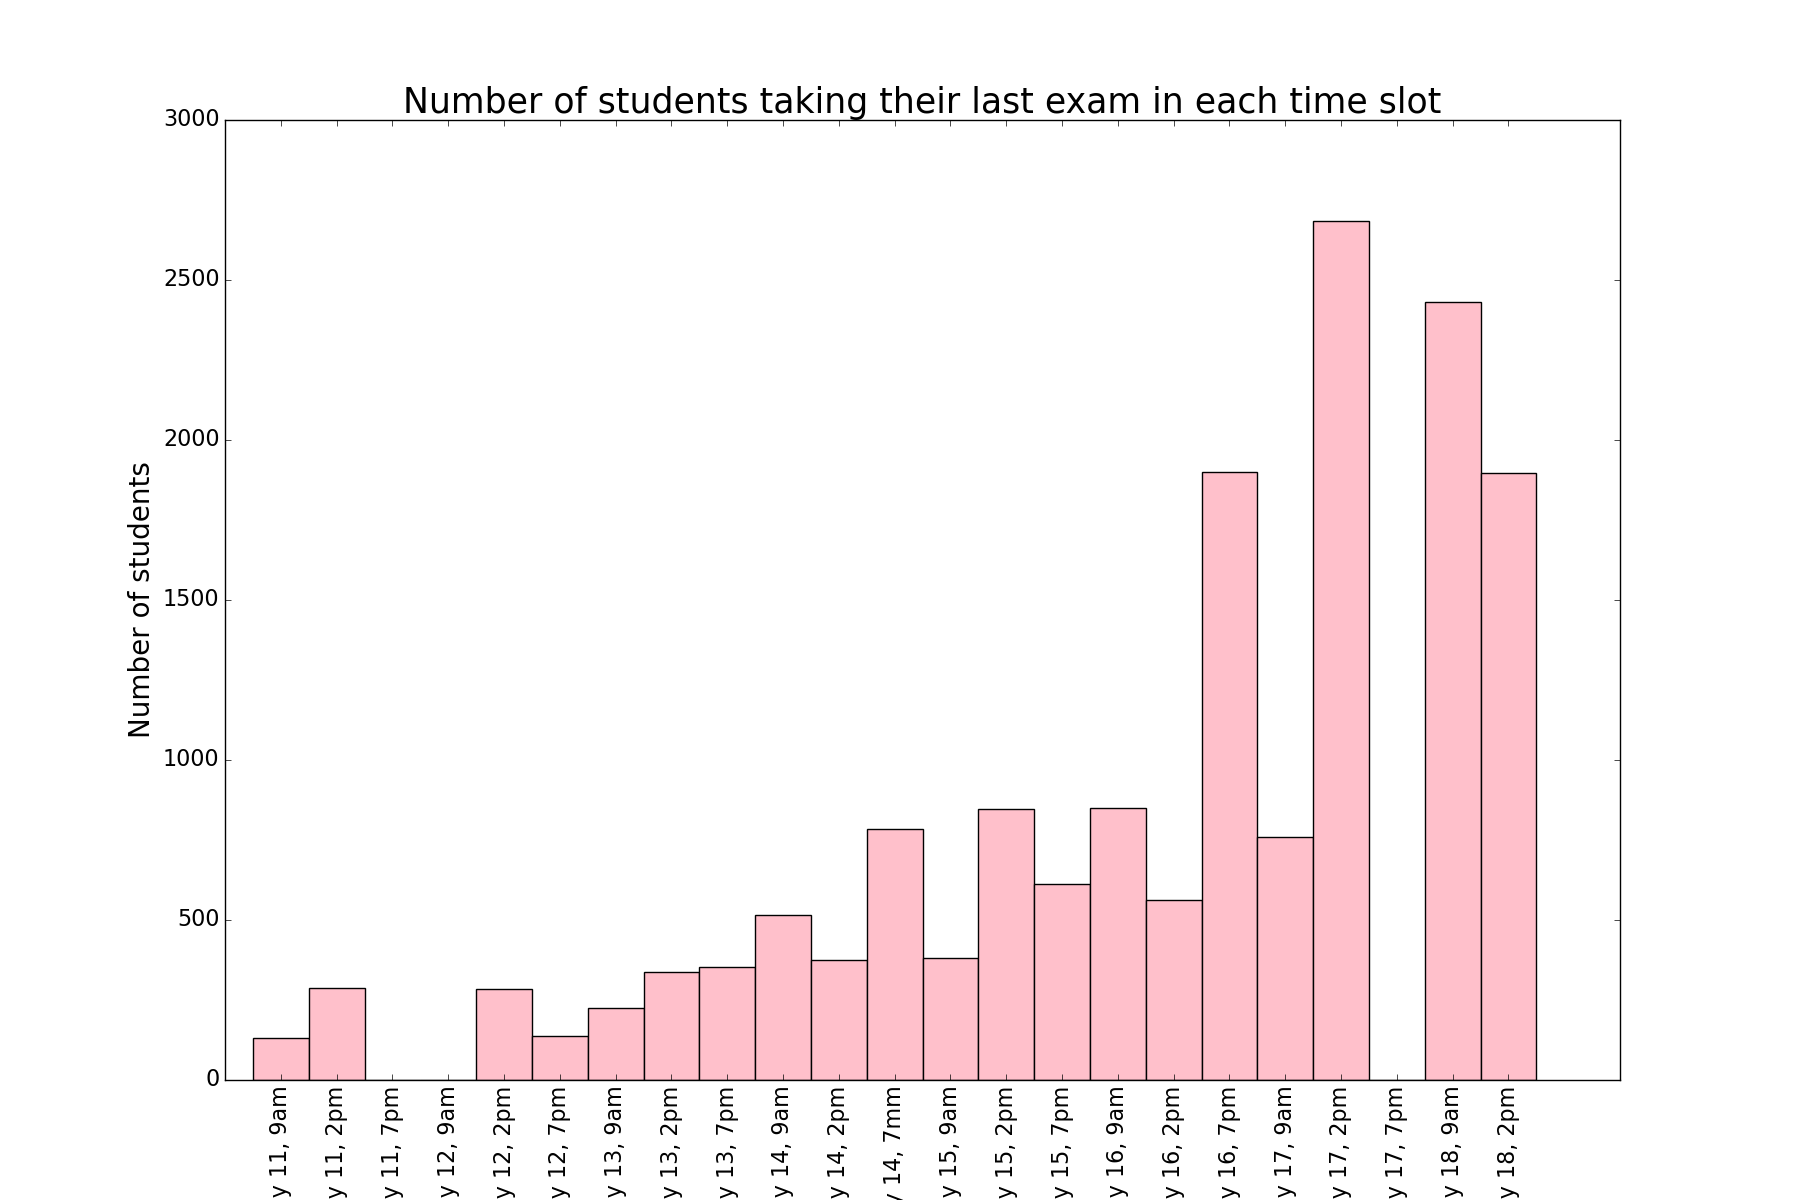 Number of students taking their last exam in each time slot
Number of students
3000
2500
2000
1500
1000
500
0
y 11, 9am
y 11, 2pm
y 11, 7pm
y 12, 9am
y 12, 2pm
y 12, 7pm
y 13, 9am
y 13, 2pm
y 13, 7pm
y 14, 9am
y 14, 2pm
y 14, 7mm
y 15, 9am
y 15, 2pm
y 15, 7pm
y 16, 9am
y 16, 2pm
y 16, 7pm
y 17, 9am
y 17, 2pm
y 17, 7pm
y 18, 9am
y 18, 2pm